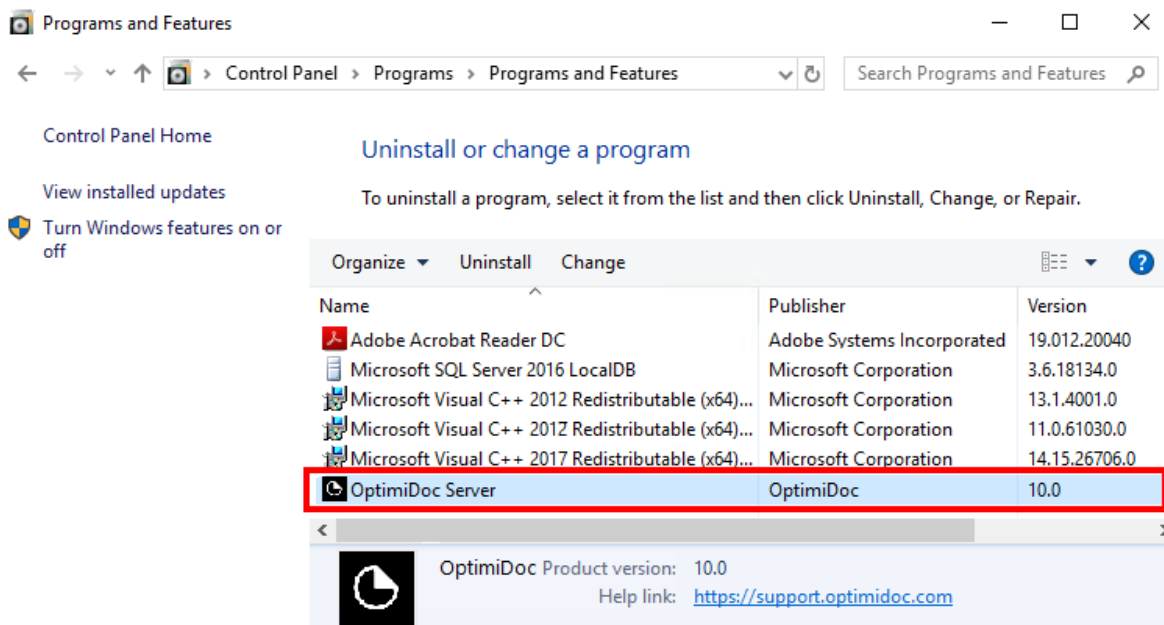 Programs and Features
Control Panel > Programs > Programs and Features
Search Programs and Features
Control Panel Home
View installed updates
Turn Windows features on or
off
Uninstall or change a program
To uninstall a program, select it from the list and then click Uninstall, Change, or Repair.
Organize Uninstall Change
Name Publisher Version
Adobe Acrobat Reader DC Adobe Systems Incorporated 19.012.20040
Microsoft SQL Server 2016 LocalDB Microsoft Corporation 3.6.18134.0
Microsoft Visual C++ 2012 Redistributable (x64)... Microsoft Corporation 13.1.4001.0
Microsoft Visual C++ 2012 Redistributable (x64)... Microsoft Corporation 11.0.61030.0
Microsoft Visual C++ 2017 Redistributable (x64)... Microsoft Corporation 14.15.26706.0
OptimiDoc Server OptimiDoc 10.0
OptimiDoc Product version: 10.0
Help link: https://support.optimidoc.com